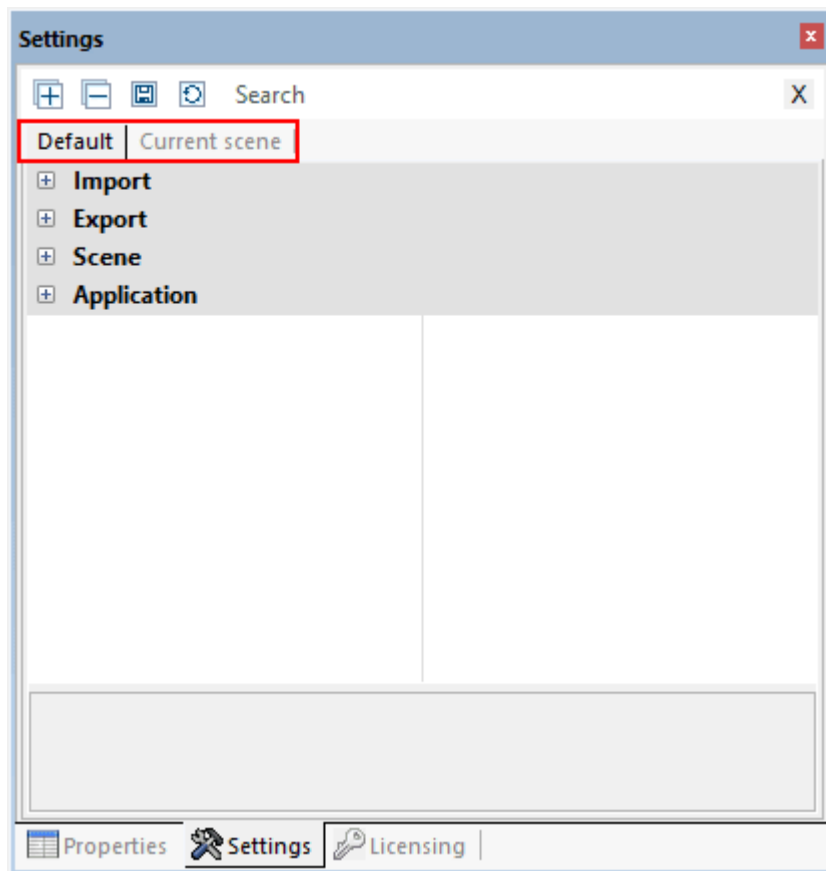 Settings
Search X
Default Current scene
Import
Export
Scene
Application
Properties Settings Licensing